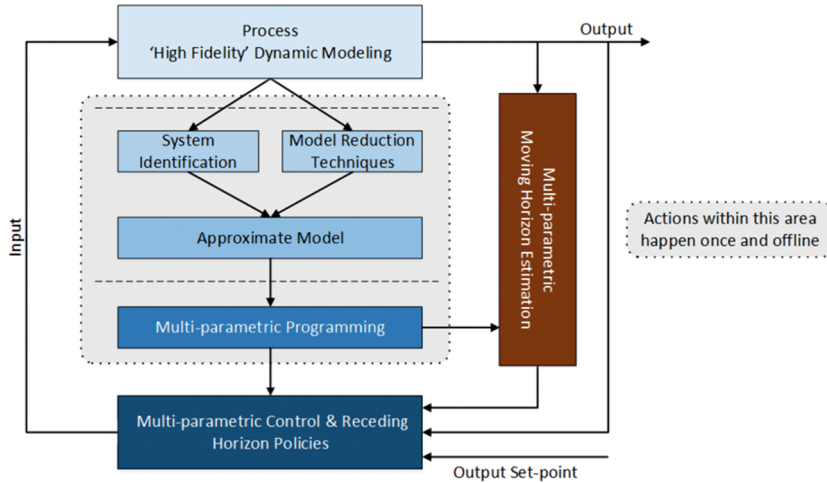 Process
'High Fidelity' Dynamic Modeling
Output
System
Identification
Model Reduction
Techniques
Approximate Model
Multi-parametric Programming
Multi-parametric
Moving Horizon Estimation
Actions within this area
happen once and offline
Input
Multi-parametric Control & Receding
Horizon Policies
Output Set-point